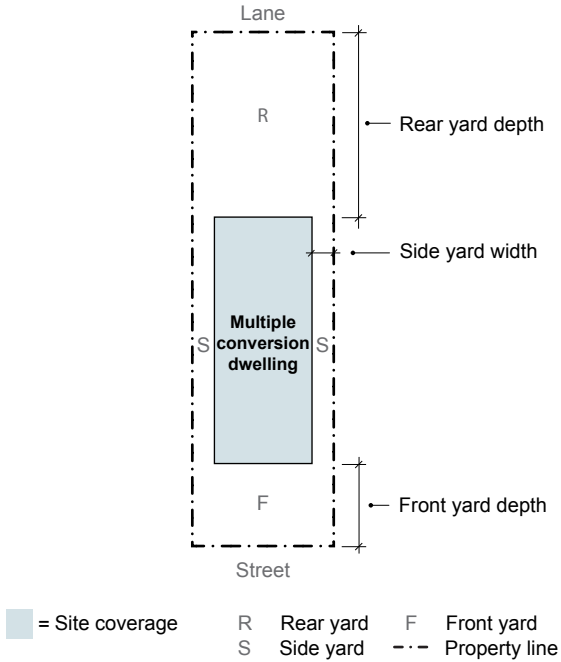 Lane
R
Rear yard depth
Side yard width
Multiple
S conversion S
dwelling
F
Front yard depth
Street
= Site coverage R Rear yard F Front yard
S Side yard Property line